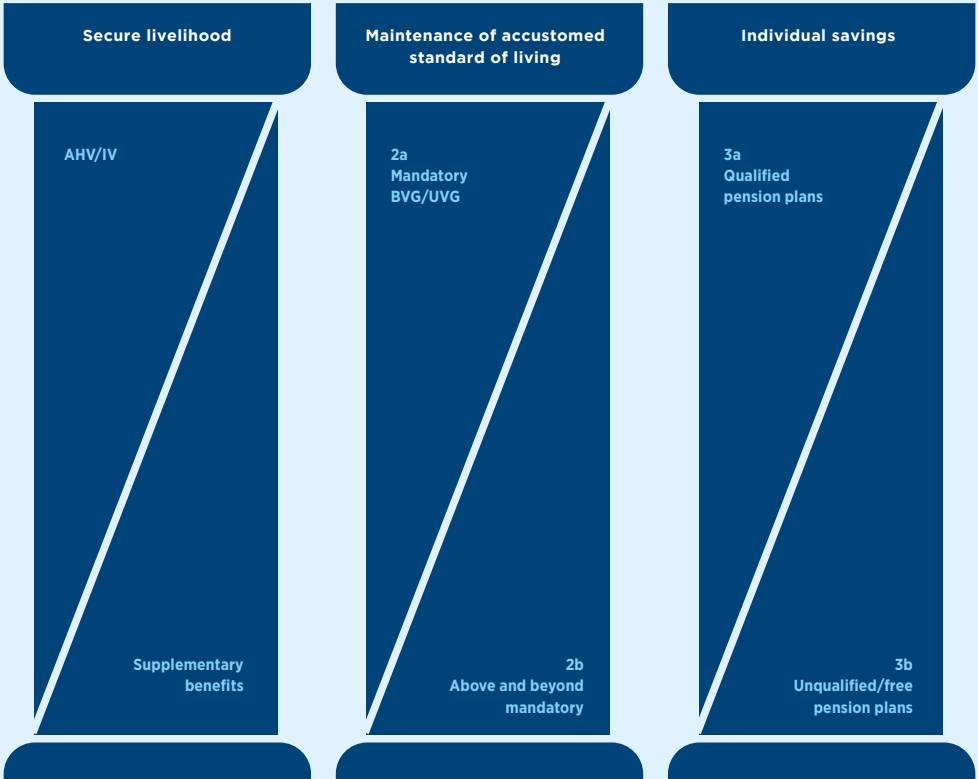 Secure livelihood
AHV/IV
Supplementary
benefits
Maintenance of accustomed
standard of living
2a
Mandatory
BVG/UVG
2b
Above and beyond
mandatory
Individual savings
3a
Qualified
pension plans
3b
Unqualified/free
pension plans